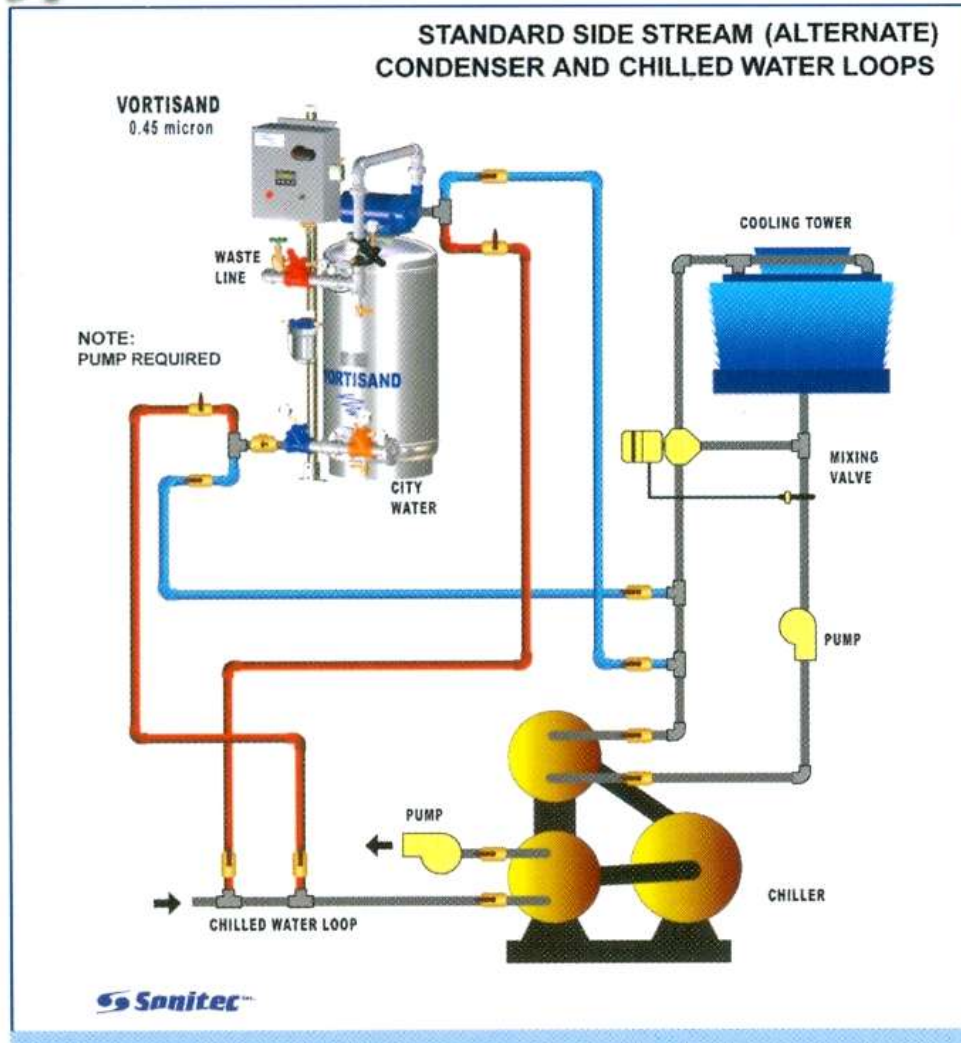 STANDARD SIDE STREAM (ALTERNATE)
CONDENSER AND CHILLED WATER LOOPS
VORTISAND
0.45 micron
COOLING TOWER
WASTE
LINE
NOTE:
PUMP REQUIRED
VORTISAND
MIXING
VALVE
CITY
WATER
PUMP
PUMP
CHILLER
CHILLED WATER LOOP
Sonitec inc.